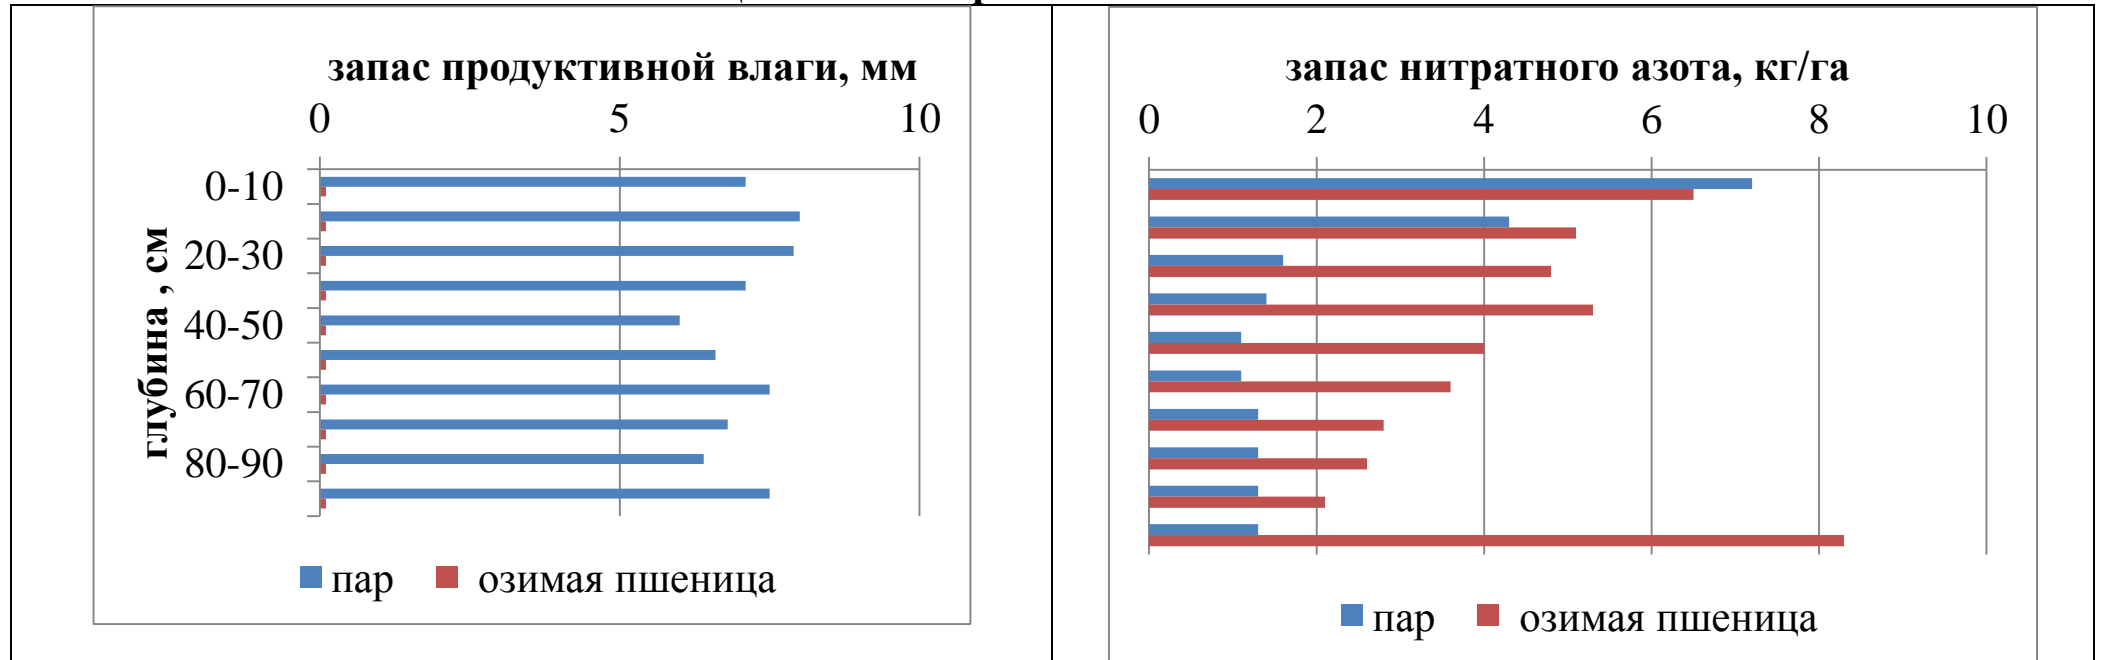 запас продуктивной влаги, мм
0 5 10
глубина , см
0-10
20-30
40-50
60-70
80-90
пар озимая пшеница
запас нитратного азота, кг/га
0 2 4 6 8 10
пар озимая пшеница